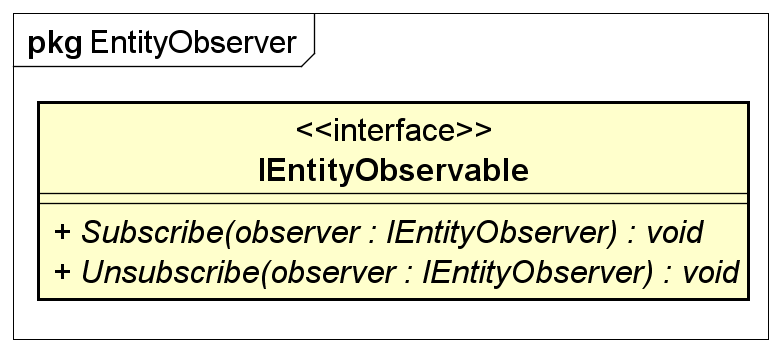 pkg EntityObserver
<<interface>>
IEntityObservable
+ Subscribe(observer : IEntityObserver) : void
+ Unsubscribe(observer : IEntityObserver) : void